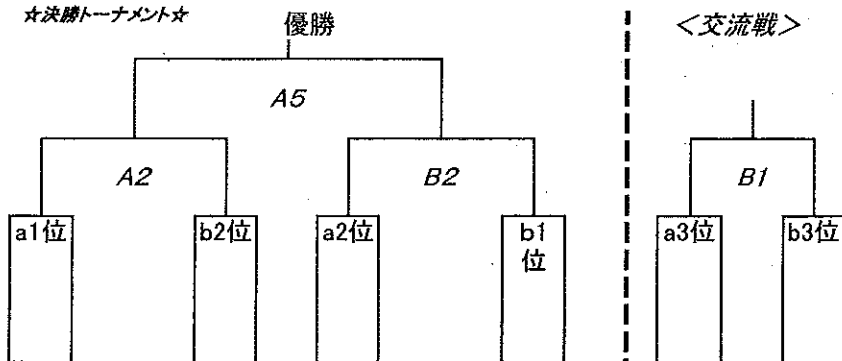 ☆決勝トーナメント☆
優勝
<交流戦>
A5
A2
B2
B1
a1位
b2位
a2位
b1
位
a3位
b3位